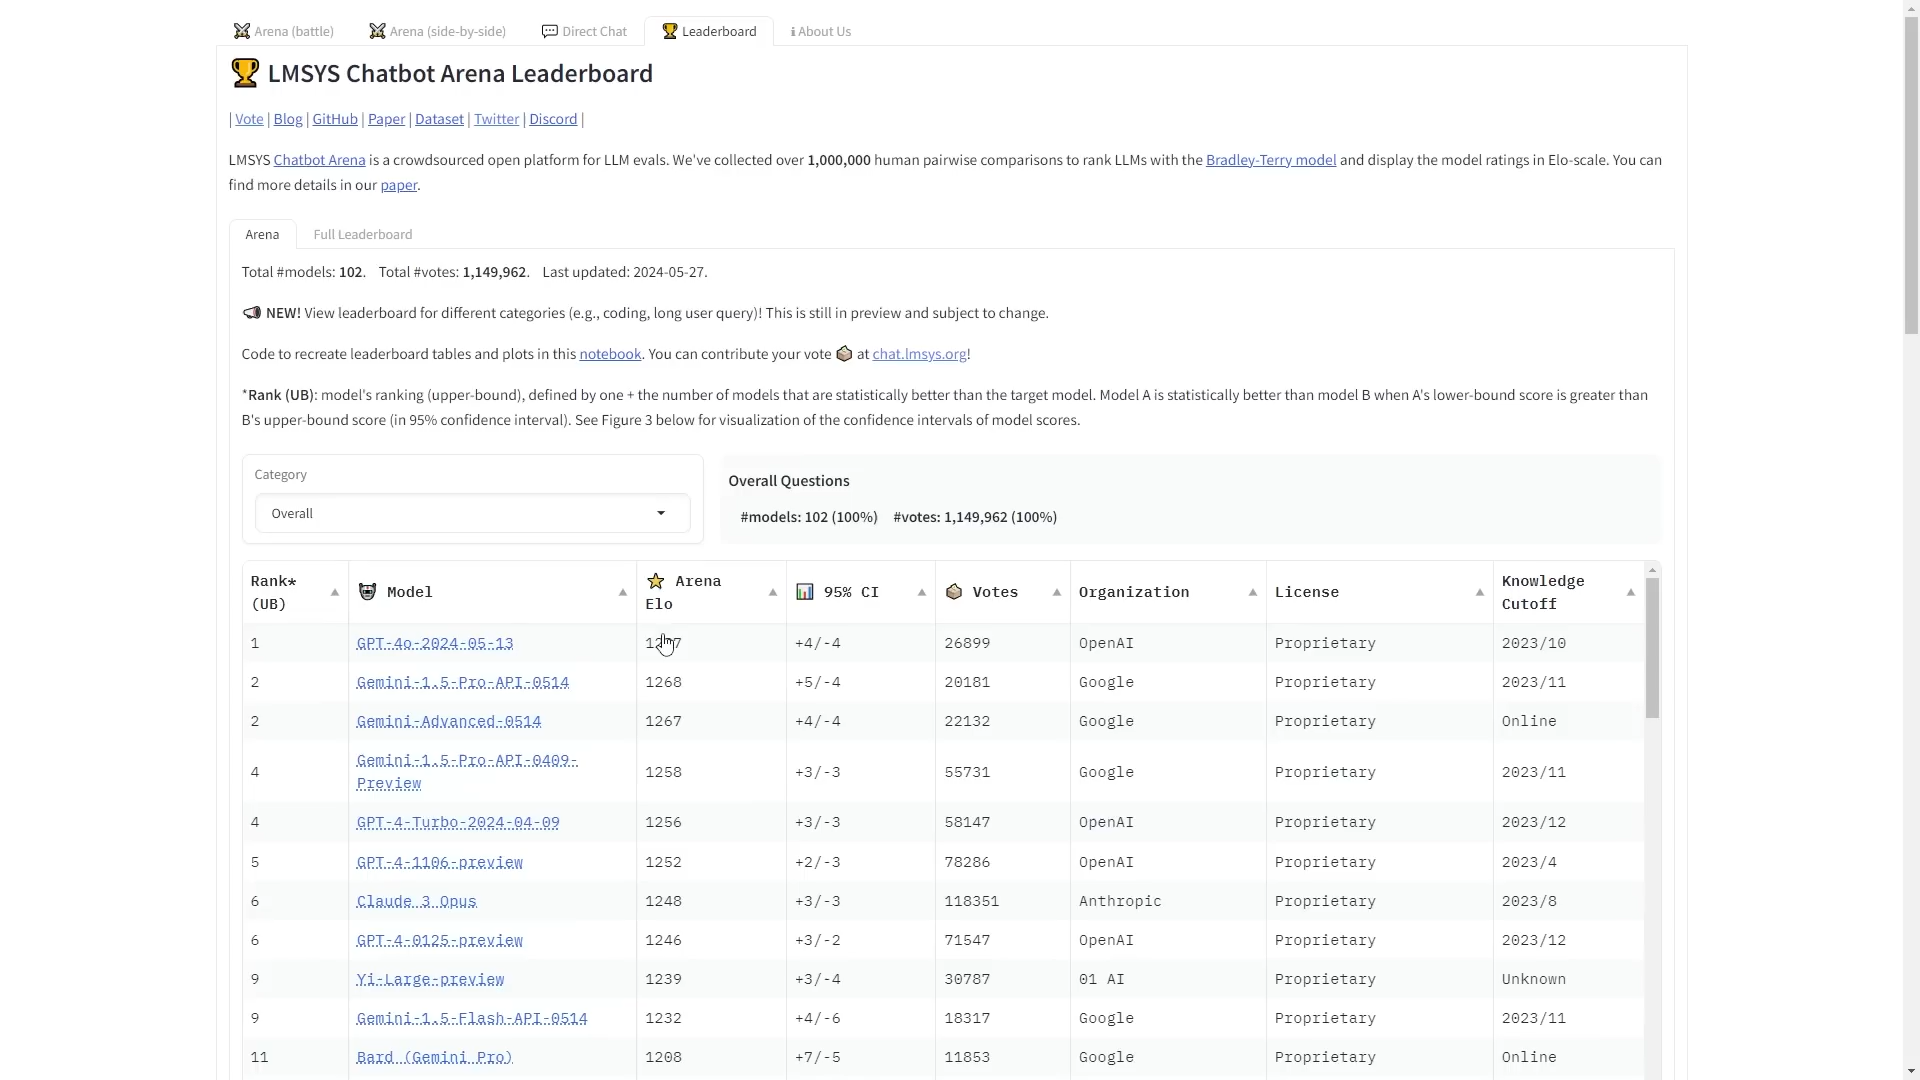 Arena (battle) Arena (side-by-side) Direct Chat Leaderboard About Us
LMSYS Chatbot Arena Leaderboard
| Vote | Blog | GitHub | Paper | Dataset | Twitter | Discord |
LMSYS Chatbot Arena is a crowdsourced open platform for LLM evals. We've collected over 1,000,000 human pairwise comparisons to rank LLMs with the Bradley-Terry model and display the model ratings in Elo-scale. You can
find more details in our paper.
Arena Full Leaderboard
Total #models: 102. Total #votes: 1,149,962. Last updated: 2024-05-27.
NEW! View leaderboard for different categories (e.g., coding, long user query)! This is still in preview and subject to change.
Code to recreate leaderboard tables and plots in this notebook. You can contribute your vote at chat.lmsys.org!
*Rank (UB): model's ranking (upper-bound), defined by one + the number of models that are statistically better than the target model. Model A is statistically better than model B when A's lower-bound score is greater than
B's upper-bound score (in 95% confidence interval). See Figure 3 below for visualization of the confidence intervals of model scores.
Category
Overall
Overall Questions
#models: 102 (100%) #votes: 1,149,962 (100%)
Rank* (UB) Model Arena Elo 95% CI Votes Organization License Knowledge Cutoff
1 GPT-4o-2024-05-13 +4/-4 26899 OpenAI Proprietary 2023/10
2 Gemini-1.5-Pro-API-0514 1268 +5/-4 20181 Google Proprietary 2023/11
2 Gemini-Advanced-0514 1267 +4/-4 22132 Google Proprietary Online
4 Gemini-1.5-Pro-API-0409-Preview 1258 +3/-3 55731 Google Proprietary 2023/11
4 GPT-4-Turbo-2024-04-09 1256 +3/-3 58147 OpenAI Proprietary 2023/12
5 GPT-4-1106-preview 1252 +2/-3 78286 OpenAI Proprietary 2023/4
6 Claude 3 Opus 1248 +3/-3 118351 Anthropic Proprietary 2023/8
6 GPT-4-0125-preview 1246 +3/-2 71547 OpenAI Proprietary 2023/12
9 Yi-Large-preview 1239 +3/-4 30787 01 AI Proprietary Unknown
9 Gemini-1.5-Flash-API-0514 1232 +4/-6 18317 Google Proprietary 2023/11
11 Bard (Gemini Pro) 1208 +7/-5 11853 Google Proprietary Online